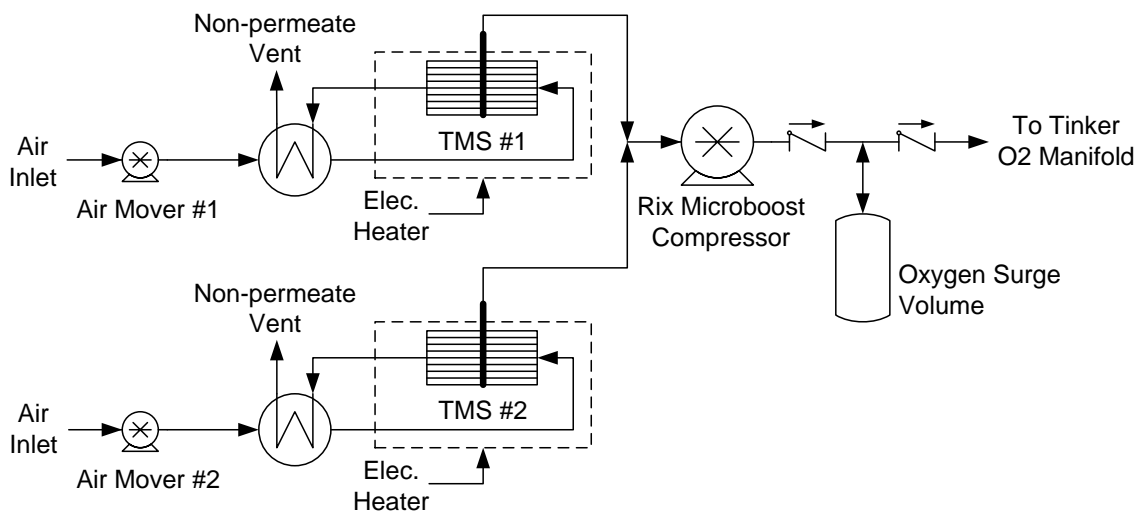 Non-permeate
Vent
TMS #1
Air
Inlet
Air Mover #1
Elec.
Heater
Rix Microboost
Compressor
To Tinker
O2 Manifold
Oxygen Surge
Volume
Non-permeate
Vent
TMS #2
Air
Inlet
Air Mover #2
Elec.
Heater